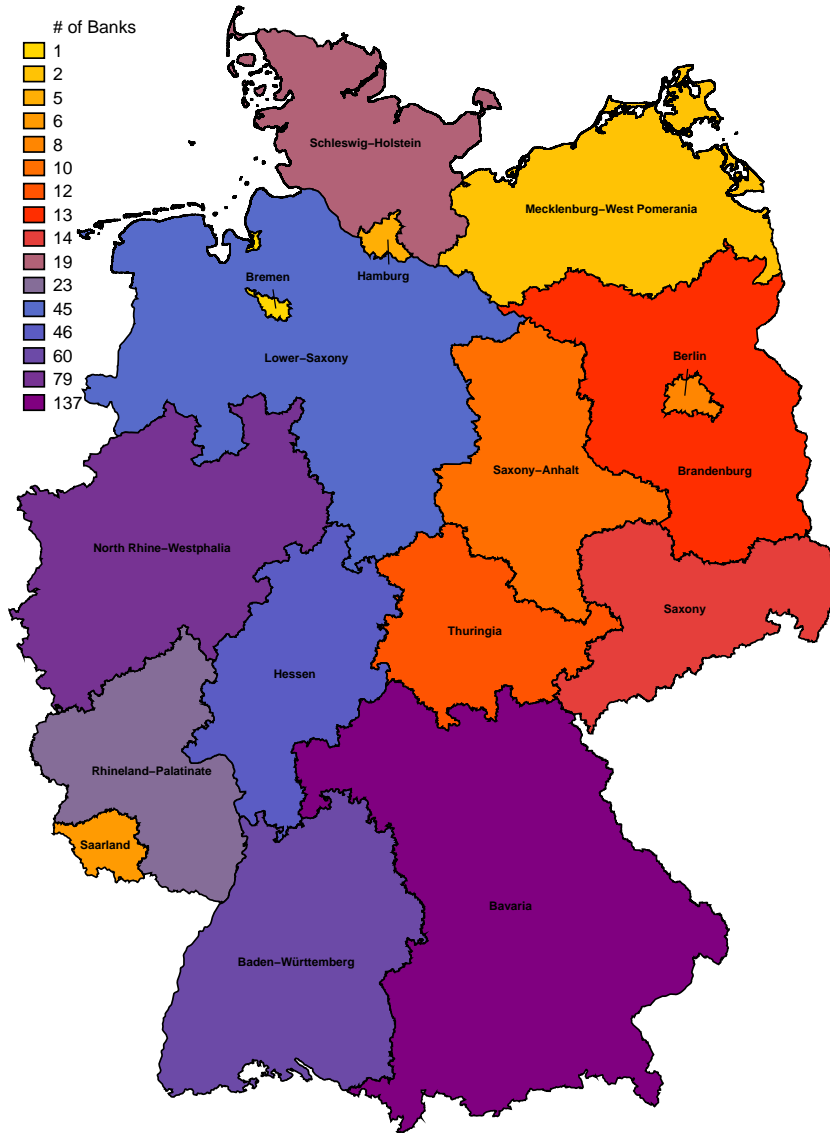 # of Banks
1
2
5
6
8
10
12
13
14
19
23
45
46
60
79
137
Schleswig−Holstein
Mecklenburg−West Pomerania
Bremen
Hamburg
Lower−Saxony
Berlin
Saxony−Anhalt
Brandenburg
North Rhine−Westphalia
Saxony
Thuringia
Hessen
Rhineland−Palatinate
Saarland
Bavaria
Baden−Württemberg